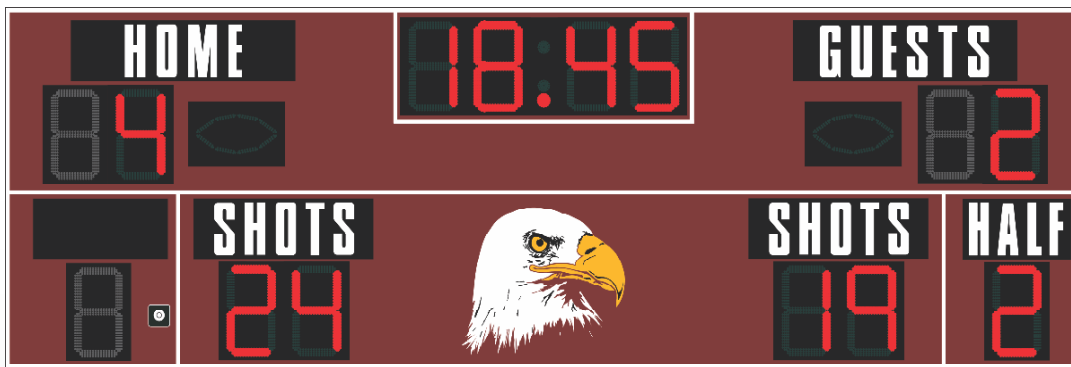 HOME 18.45 GUESTS
4 2
SHOTS SHOTS HALF
24 19 2